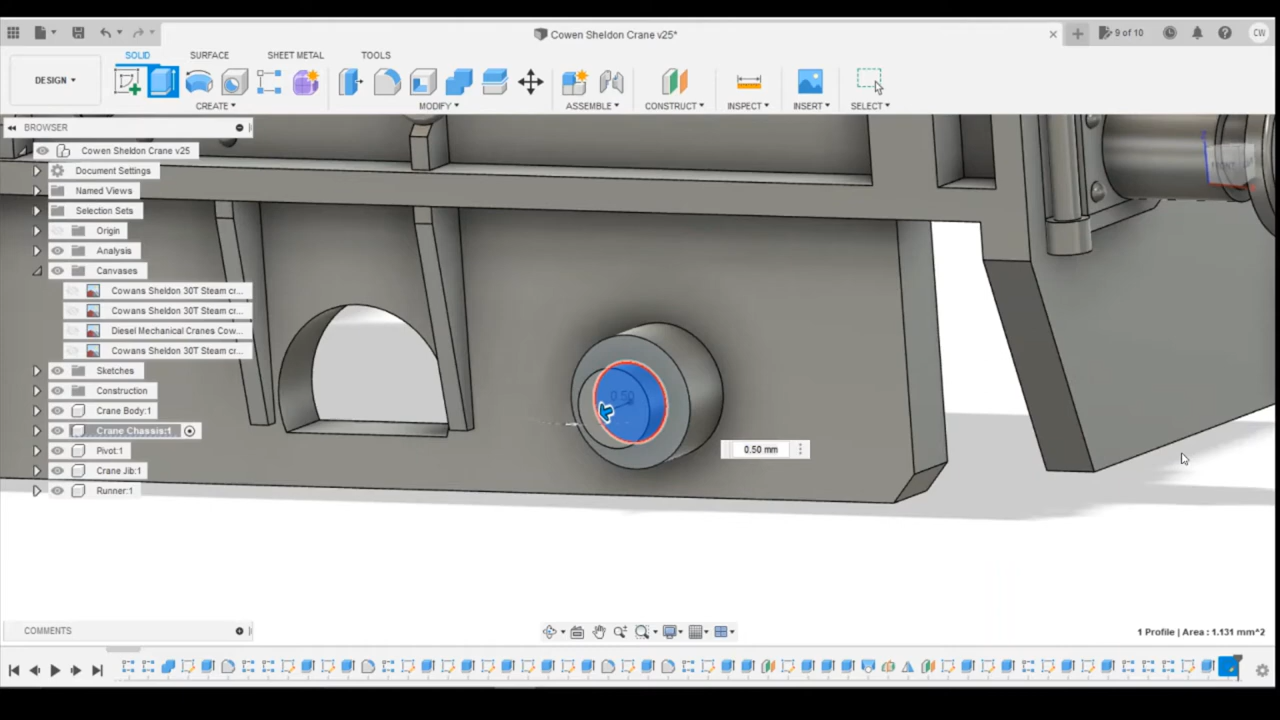 Cowen Sheldon Crane v25*
9 of 10
CW
SOLID
SURFACE
SHEET METAL
TOOLS
DESIGN
CREATE
MODIFY
ASSEMBLE
CONSTRUCT
INSPECT
INSERT
SELECT
BROWSER
Cowen Sheldon Crane v25
Document Settings
Named Views
Selection Sets
Origin
Analysis
Canvases
Cowans Sheldon 30T Steam cr...
Cowans Sheldon 30T Steam cr...
Diesel Mechanical Cranes Cow...
Cowans Sheldon 30T Steam cr...
Sketches
Construction
Crane Body:1
Crane Chassis:1
Pivot:1
Crane Jib:1
Runner:1
FRONT
0.50
0.50 mm
COMMENTS
1 Profile | Area : 1.131 mm^2